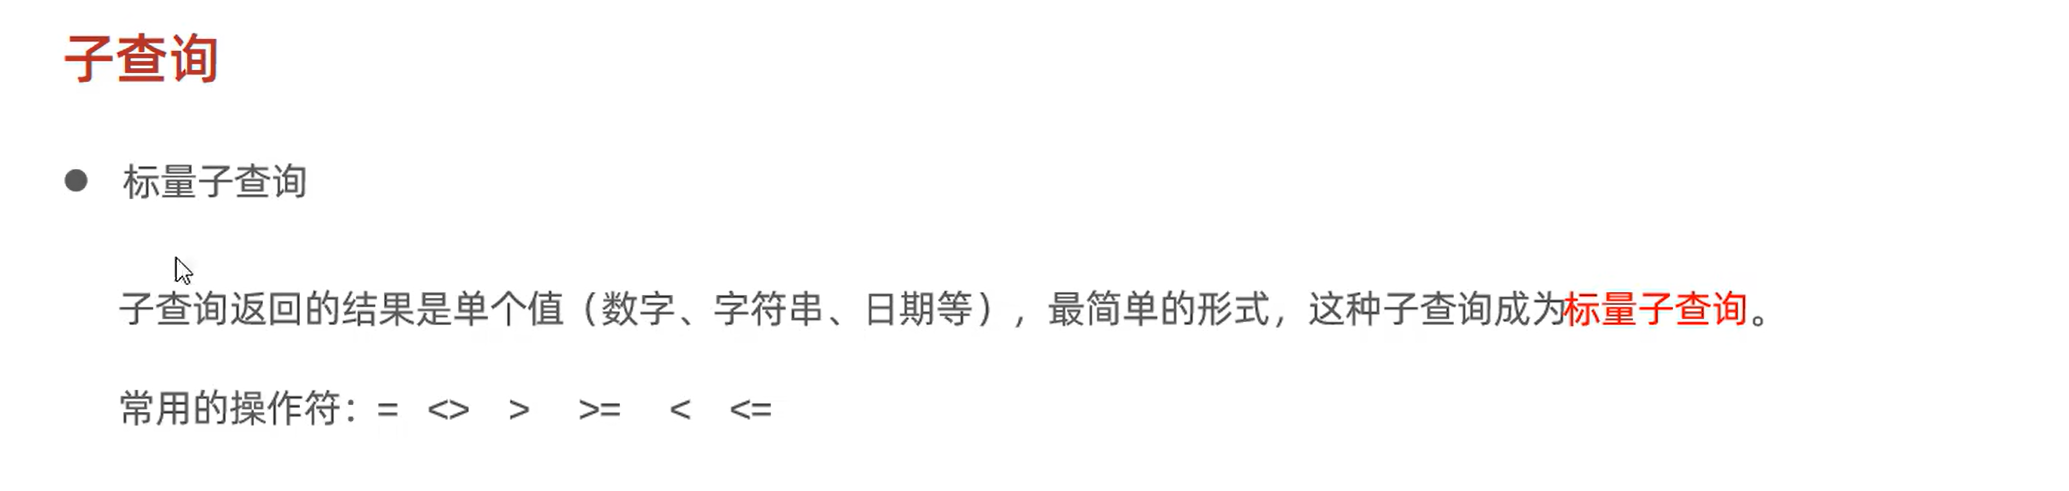 子查询
标量子查询
子查询返回的结果是单个值（数字、字符串、日期等），最简单的形式，这种子查询成为标量子查询。
常用的操作符：= <> > >= < <=